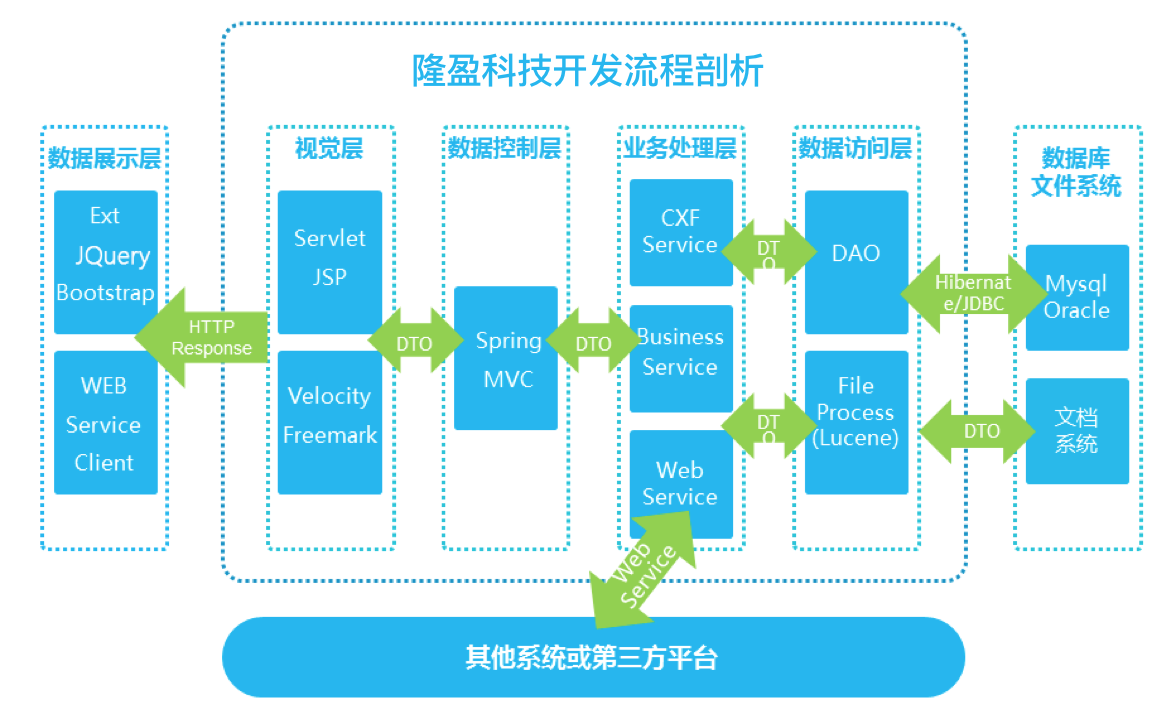 隆盈科技开发流程剖析
数据展示层
Ext
JQuery
Bootstrap
WEB
Service
Client
HTTP
Response
视觉层
Servlet
JSP
Velocity
Freemark
DTO
数据控制层
Spring
MVC
DTO
业务处理层
CXF
Service
Business
Service
Web
Service
DT
O
DT
O
数据访问层
DAO
File
Process
(Lucene)
Hibernat
e/JDBC
DTO
数据库
文件系统
Mysql
Oracle
文档
系统
Web
Service
其他系统或第三方平台